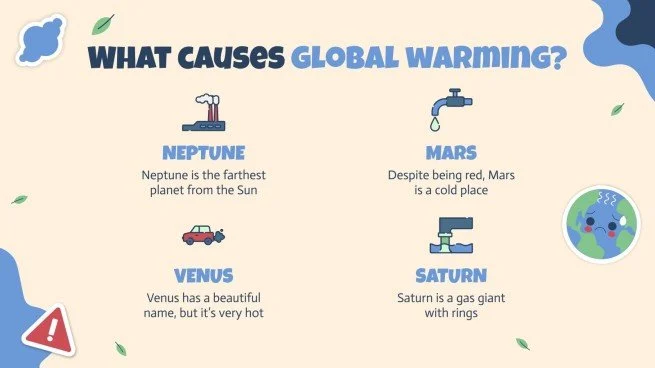 WHAT CAUSES GLOBAL WARMING?
NEPTUNE
Neptune is the farthest
planet from the Sun
MARS
Despite being red, Mars
is a cold place
VENUS
Venus has a beautiful
name, but it's very hot
SATURN
Saturn is a gas giant
with rings